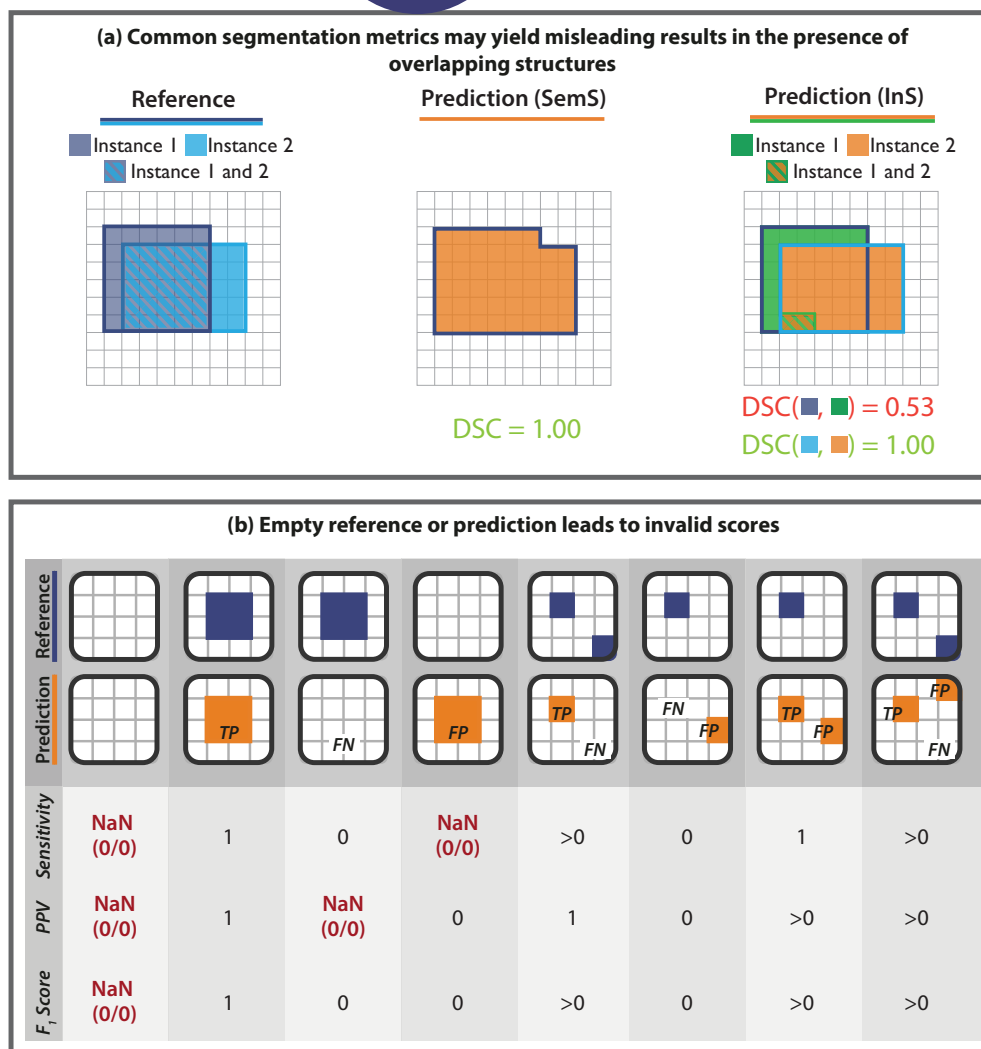 (a) Common segmentation metrics may yield misleading results in the presence of
overlapping structures
Reference
Prediction (SemS)
Prediction (InS)
Instance 1 Instance 2
Instance 1 and 2
Instance 1 Instance 2
Instance 1 and 2
DSC = 1.00
DSC(■, ■) = 0.53
DSC(■, ■) = 1.00
(b) Empty reference or prediction leads to invalid scores
Reference
Prediction
TP
FN
FP
TP
FN
FN
FP
TP
FP
TP
FP
FN
Sensitivity
NaN (0/0) 1 0 NaN (0/0) >0 0 1 >0
PPV
NaN (0/0) 1 NaN (0/0) 0 1 0 >0 >0
F1 Score
NaN (0/0) 1 0 0 >0 0 >0 >0